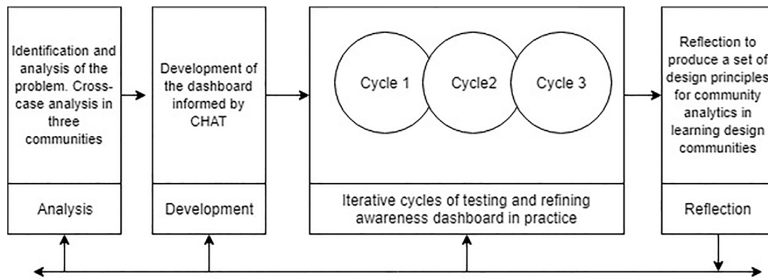 Identification and
analysis of the
problem. Cross-
case analysis in
three
communities
Analysis
Development of
the dashboard
informed by
CHAT
Development
Cycle 1
Cycle2
Cycle 3
Iterative cycles of testing and refining
awareness dashboard in practice
Reflection to
produce a set of
design principles
for community
analytics in
learning design
communities
Reflection